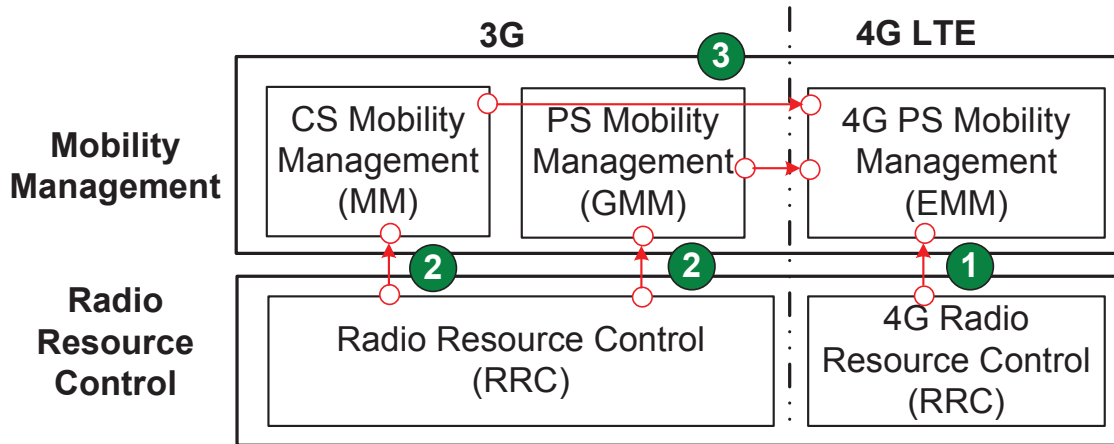 3G
4G LTE
3
Mobility
Management
CS Mobility
Management
(MM)
PS Mobility
Management
(GMM)
4G PS Mobility
Management
(EMM)
2
2
1
Radio
Resource
Control
Radio Resource Control
(RRC)
4G Radio
Resource Control
(RRC)